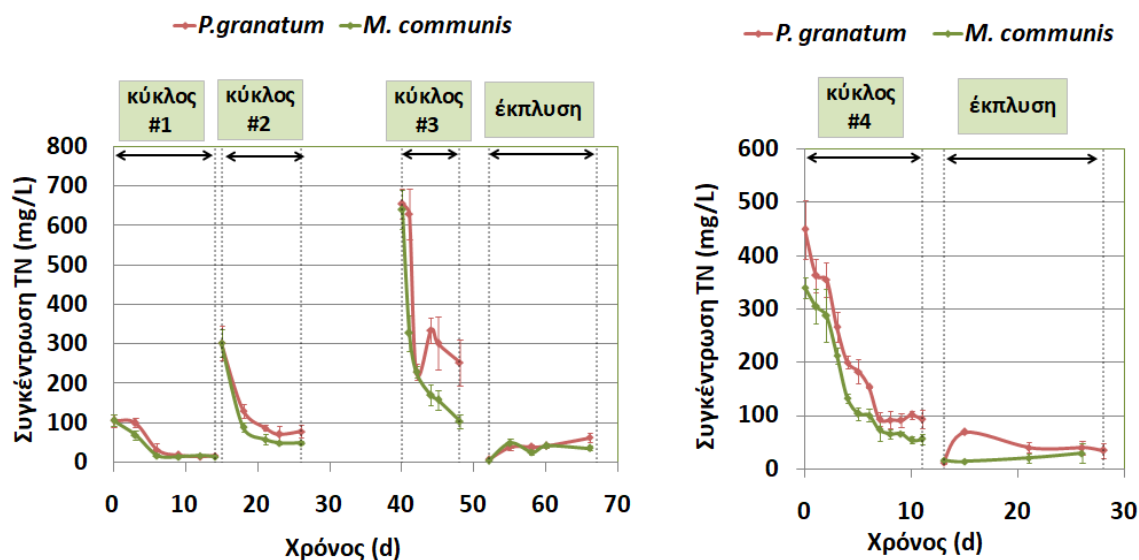 P.granatum M. communis
κύκλος #1
κύκλος #2
κύκλος #3
έκπλυση
Συγκέντρωση TN (mg/L)
800
700
600
500
400
300
200
100
0
0 10 20 30 40 50 60 70
Χρόνος (d)
P. granatum M. communis
κύκλος #4
έκπλυση
Συγκέντρωση TN (mg/L)
600
500
400
300
200
100
0
0 10 20 30
Χρόνος (d)